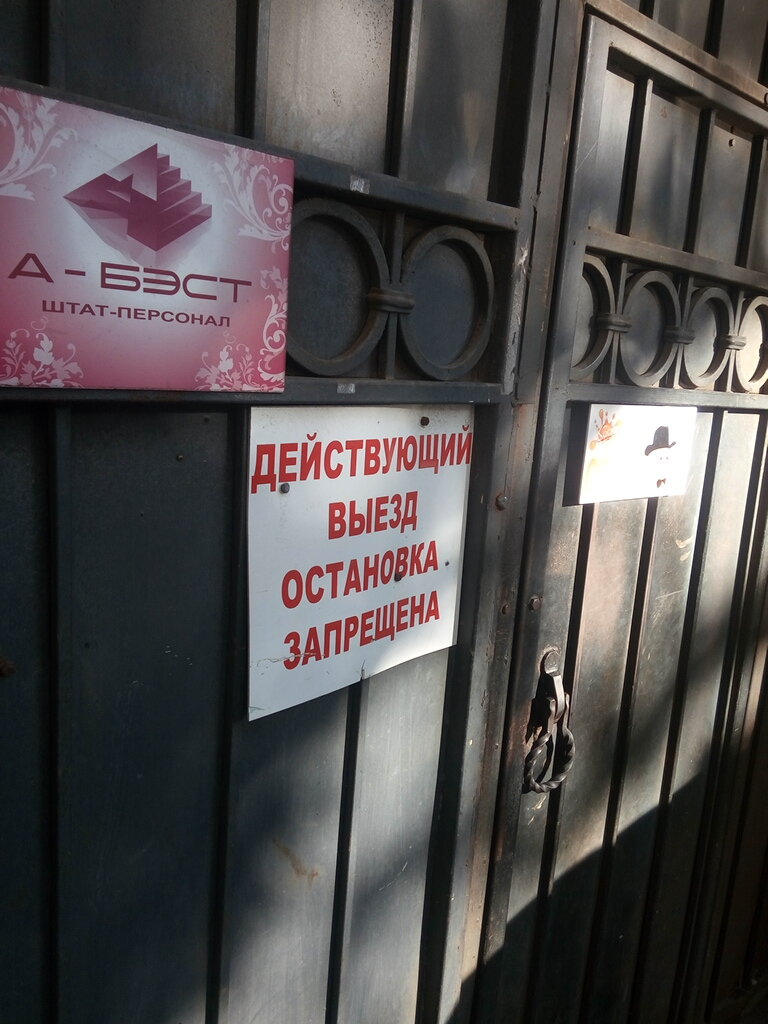 А-БЭСТ
ШТАТ-ПЕРСОНАЛ
ДЕЙСТВУЮЩИЙ
ВЫЕЗД
ОСТАНОВКА
ЗАПРЕЩЕНА